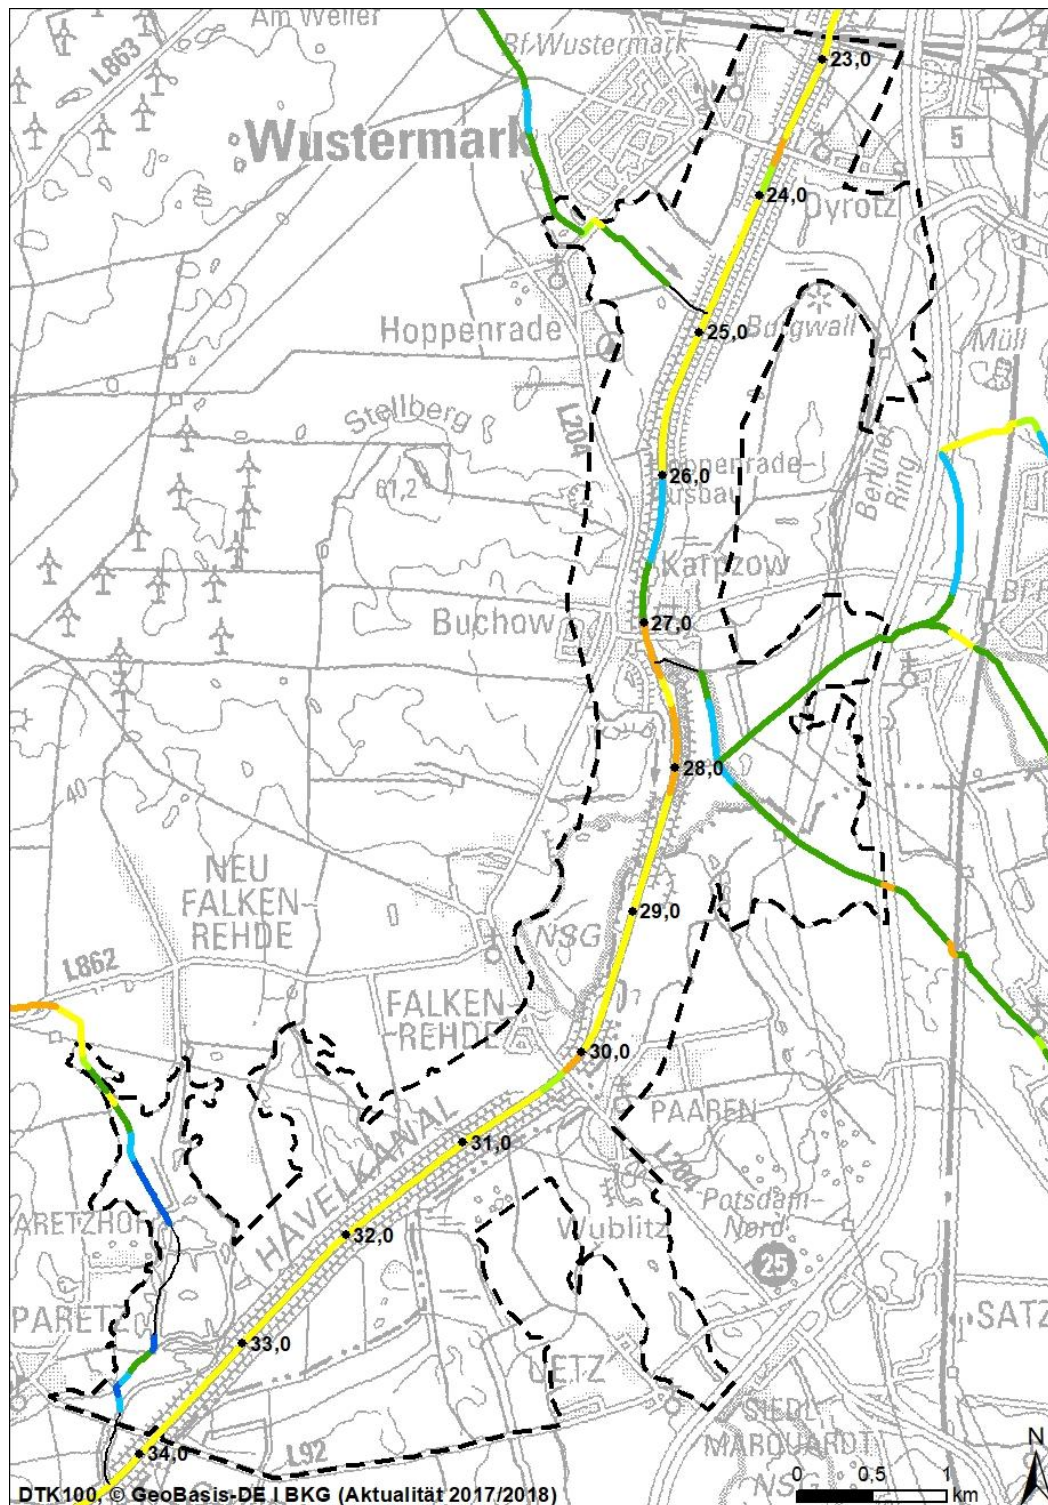 Am Weiler
L863
Bf Wustermark
23,0
Wustermark
5
40
24,0
Dyrotz
Hoppenrade
25,0
Burgwall
Müll
Stellberg
L204
61,2
26,0
Hoppenrade-
Ausbau
Berliner
Ring
Karpzow
Buchow
27,0
28,0
40
NEU
FALKEN-
REHDE
29,0
NSG
L862
FALKEN-
REHDE
30,0
PAAREN
31,0
HAVELKANAL
L204
Potsdam-
Nord
Wublitz
32,0
25
ARETZHOF
PARETZ
33,0
SATZ
UETZ
SIEDL.
MARQUARDT
34,0
L92
NSG
N
0 0,5 1
km
DTK100, © GeoBasis-DE | BKG (Aktualität 2017/2018)